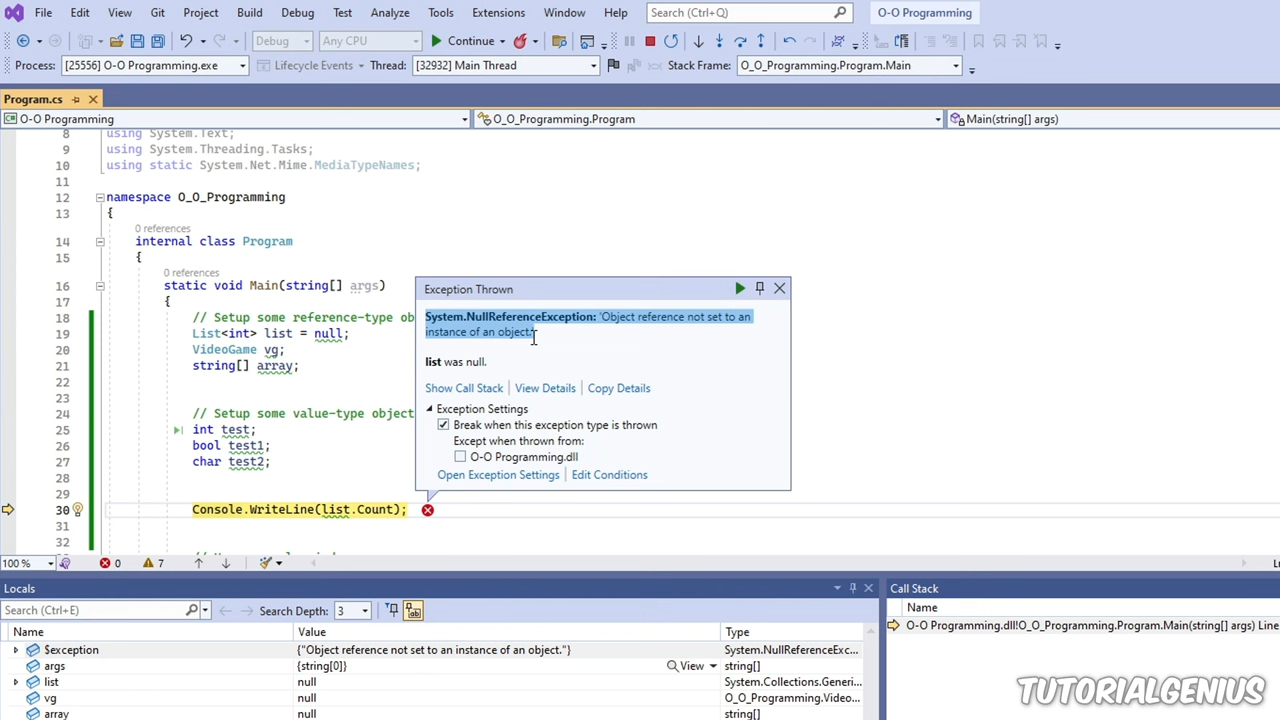 File Edit View Git Project Build Debug Test Analyze Tools Extensions Window Help Search (Ctrl+Q) O-O Programming
Debug Any CPU Continue
Process: [25556] O-O Programming.exe Lifecycle Events Thread: [32932] Main Thread Stack Frame: O_O_Programming.Program.Main
Program.cs
O-O Programming O_O_Programming.Program Main(string[] args)
8 using System.Text;
9 using System.Threading.Tasks;
10 using static System.Net.Mime.MediaTypeNames;
11
12 namespace O_O_Programming
13 {
0 references
14 internal class Program
15 {
0 references
16 static void Main(string[] args)
17 {
18 // Setup some reference-type ob
19 List<int> list = null;
20 VideoGame vg;
21 string[] array;
22
23
24 // Setup some value-type object
25 int test;
26 bool test1;
27 char test2;
28
29
30 Console.WriteLine(list.Count);
31
32
Exception Thrown
System.NullReferenceException: 'Object reference not set to an
instance of an object.'
list was null.
Show Call Stack View Details Copy Details
Exception Settings
Break when this exception type is thrown
Except when thrown from:
O-O Programming.dll
Open Exception Settings Edit Conditions
100 % 0 7
Locals
Search (Ctrl+E) Search Depth: 3
Name Value Type
$exception {"Object reference not set to an instance of an object."} System.NullReferenceExc...
args {string[0]} View string[]
list null System.Collections.Generi...
vg null O_O_Programming.Video...
array null string[]
Call Stack
Name
O-O Programming.dll!O_O_Programming.Program.Main(string[] args) Line
TUTORIALGENIUS